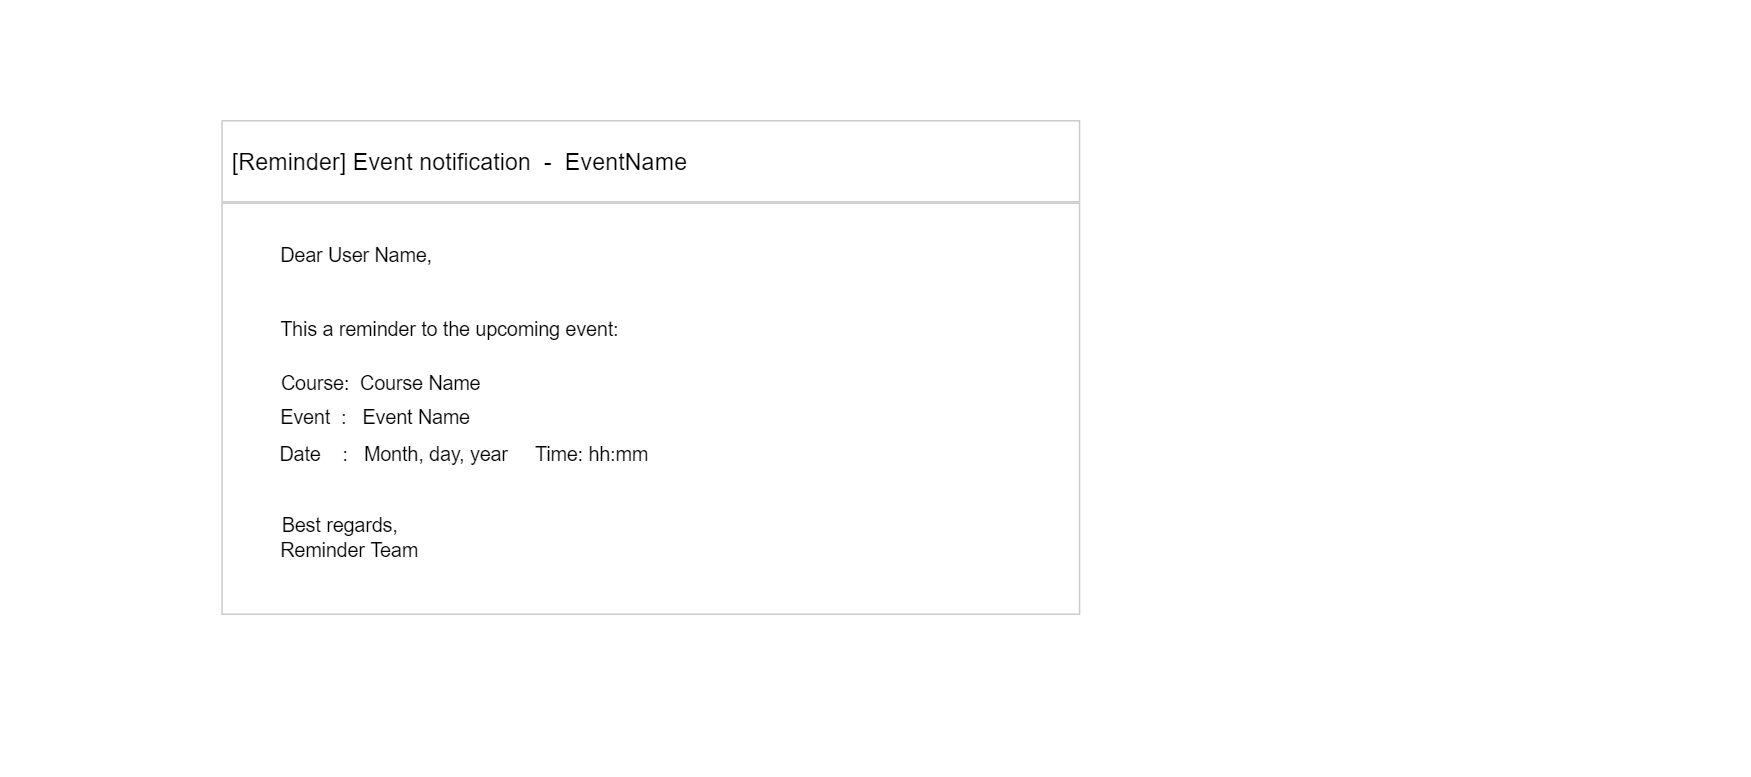 [Reminder] Event notification - EventName
Dear User Name,
This a reminder to the upcoming event:
Course: Course Name
Event : Event Name
Date : Month, day, year Time: hh:mm
Best regards,
Reminder Team